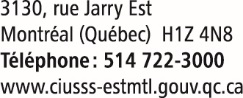 3130, rue Jarry Est
Montréal (Québec)  H1Z 4N8
Téléphone : 514 722-3000
www.ciusss-estmtl.gouv.qc.ca